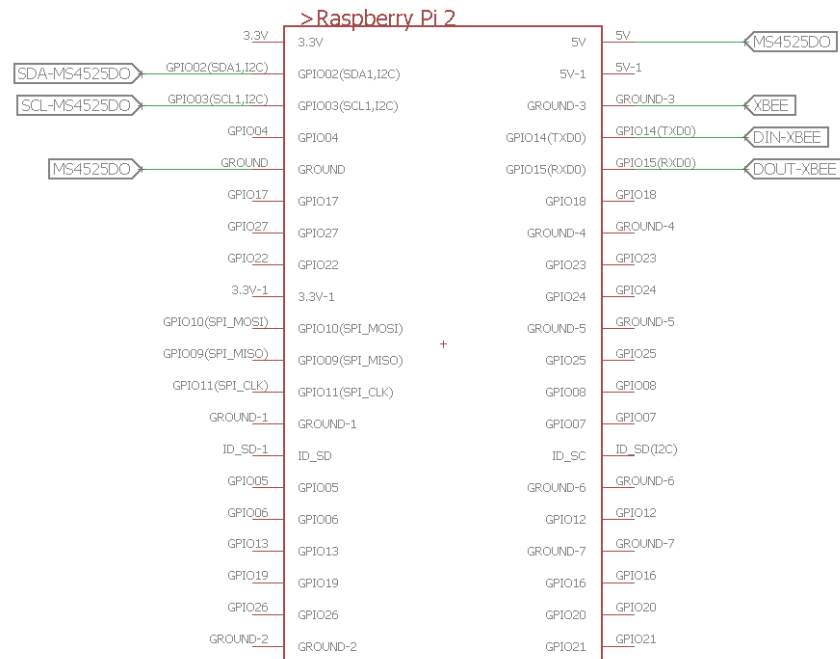 >Raspberry Pi 2
3.3V 3.3V 5V 5V MS4525DO
SDA-MS4525DO GPIO02(SDA1,I2C) GPIO02(SDA1,I2C) 5V-1 5V-1
SCL-MS4525DO GPIO03(SCL1,I2C) GPIO03(SCL1,I2C) GROUND-3 GROUND-3 XBEE
GPIO04 GPIO04 GPIO14(TXD0) GPIO14(TXD0) DIN-XBEE
MS4525DO GROUND GROUND GPIO15(RXD0) GPIO15(RXD0) DOUT-XBEE
GPIO17 GPIO17 GPIO18 GPIO18
GPIO27 GPIO27 GROUND-4 GROUND-4
GPIO22 GPIO22 GPIO23 GPIO23
3.3V-1 3.3V-1 GPIO24 GPIO24
GPIO10(SPI_MOSI) GPIO10(SPI_MOSI) GROUND-5 GROUND-5
GPIO09(SPI_MISO) GPIO09(SPI_MISO) GPIO25 GPIO25
GPIO11(SPI_CLK) GPIO11(SPI_CLK) GPIO08 GPIO08
GROUND-1 GROUND-1 GPIO07 GPIO07
ID_SD-1 ID_SD ID_SC ID_SD(I2C)
GPIO05 GPIO05 GROUND-6 GROUND-6
GPIO06 GPIO06 GPIO12 GPIO12
GPIO13 GPIO13 GROUND-7 GROUND-7
GPIO19 GPIO19 GPIO16 GPIO16
GPIO26 GPIO26 GPIO20 GPIO20
GROUND-2 GROUND-2 GPIO21 GPIO21